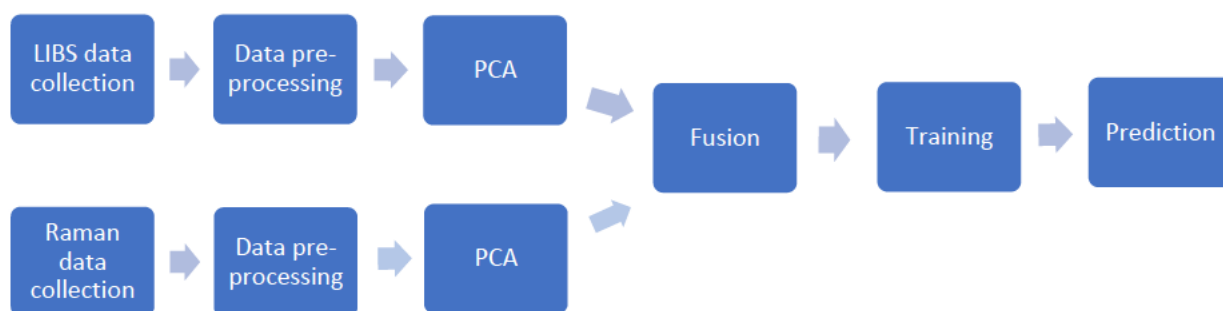 LIBS data
collection
Data pre-
processing
PCA
Raman
data
collection
Data pre-
processing
PCA
Fusion
Training
Prediction